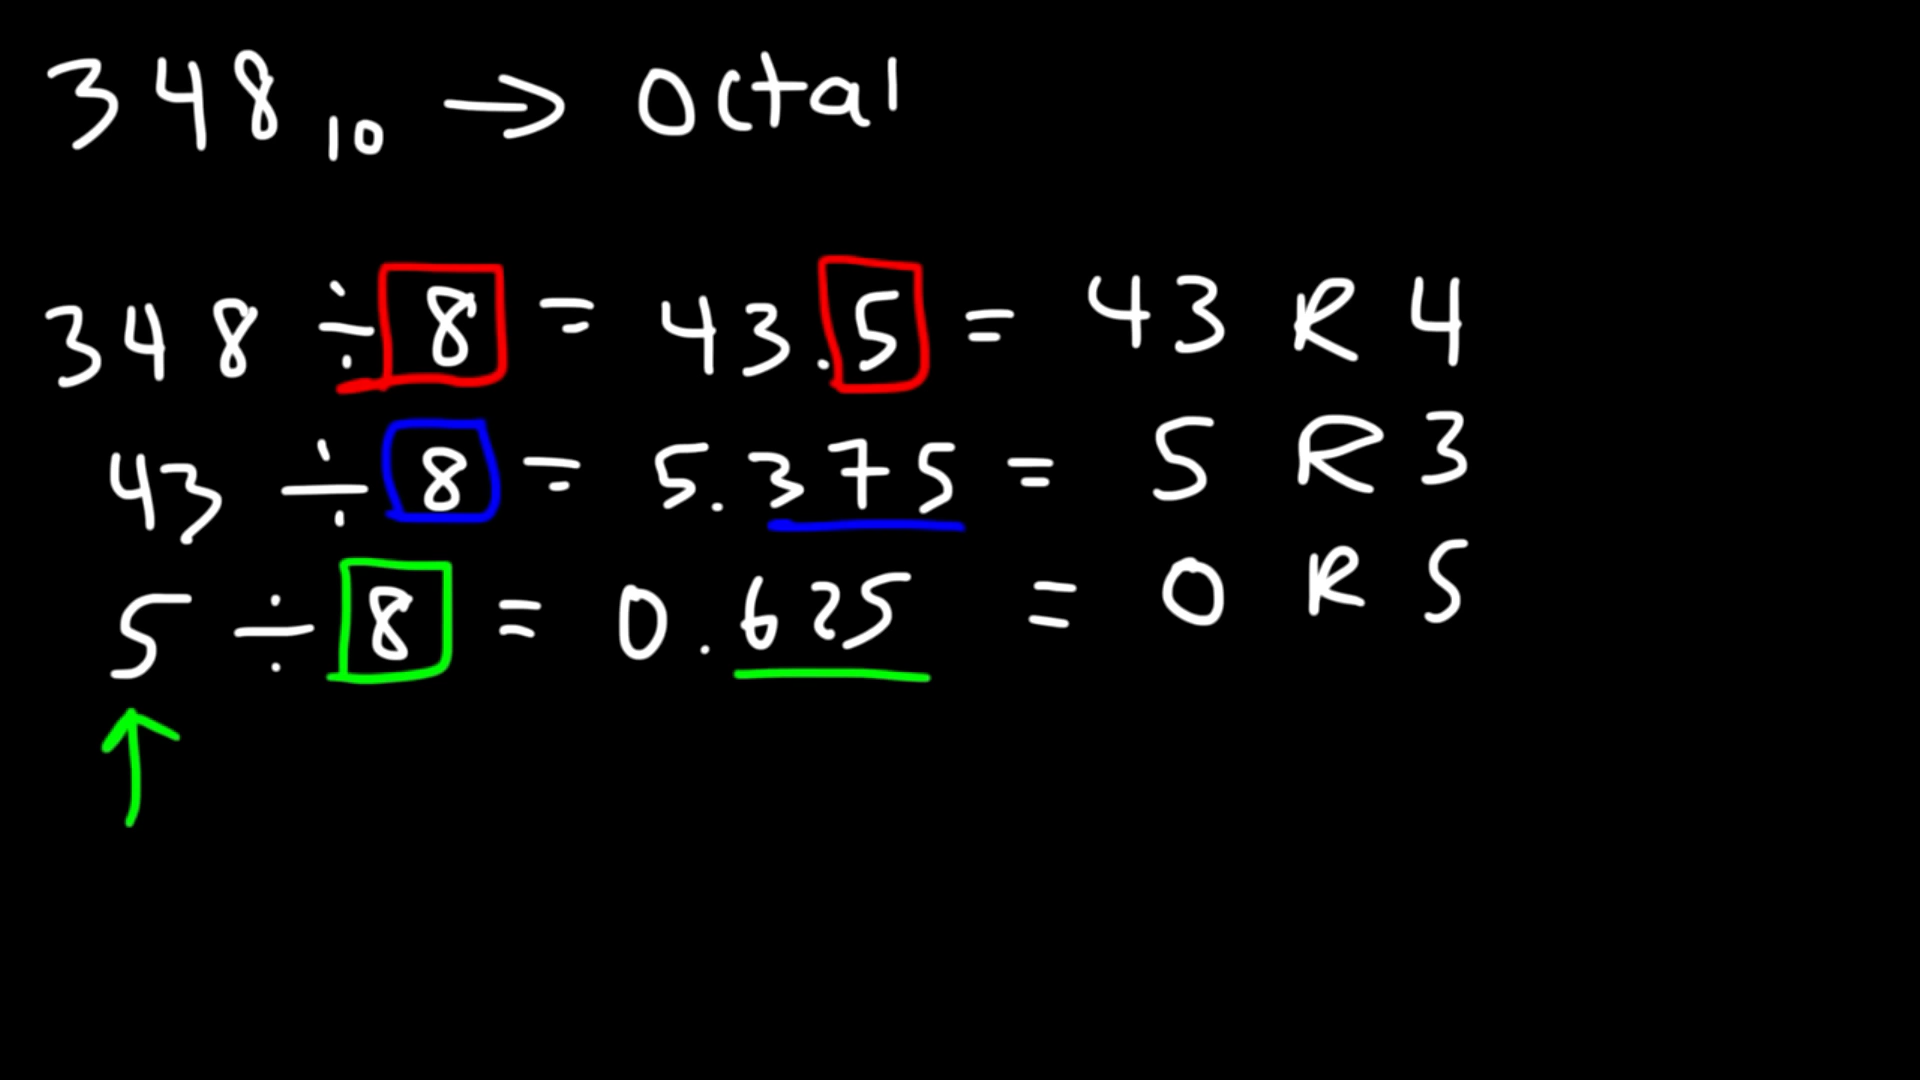 348₁₀ → Octal
348 ÷ 8 = 43.5 = 43 R 4
43 ÷ 8 = 5.375 = 5 R 3
5 ÷ 8 = 0.625 = 0 R 5